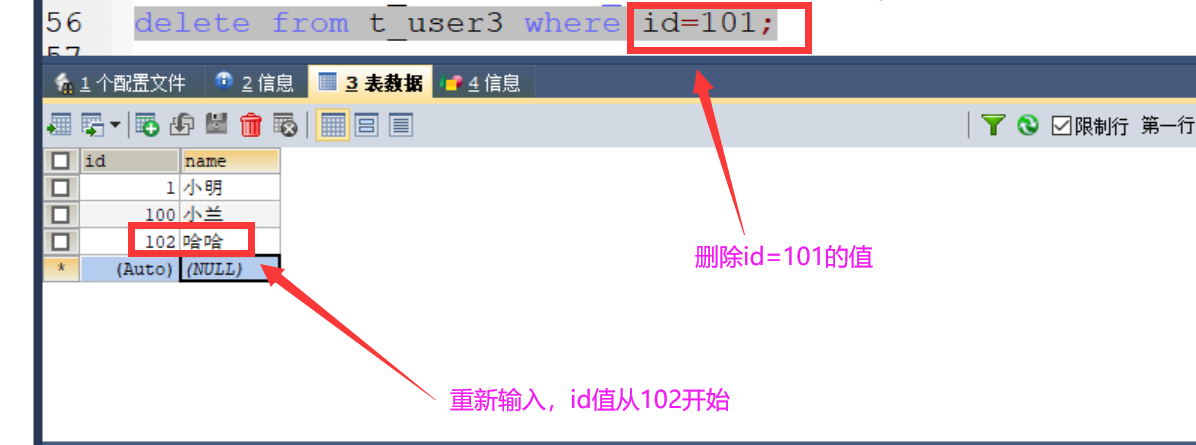 56 delete from t_user3 where id=101;
57
1 个配置文件 2 信息 3 表数据 4 信息
限制行 第一行
id name
1 小明
100 小兰
102 哈哈
* (Auto) (NULL)
删除id=101的值
重新输入，id值从102开始